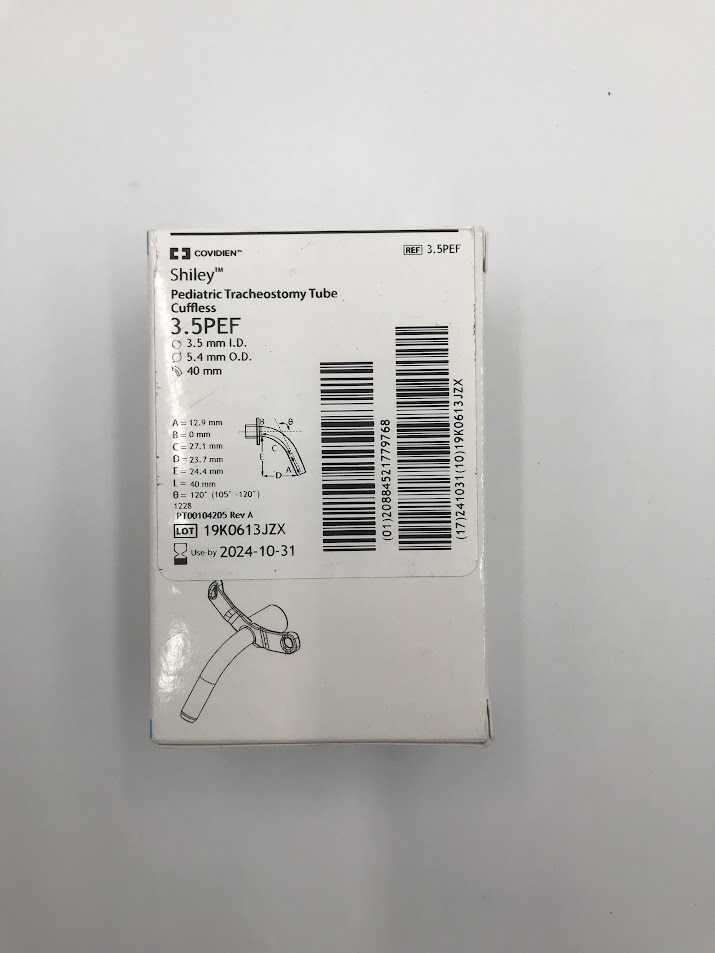 COVIDIEN™
REF 3.5PEF
Shiley™
Pediatric Tracheostomy Tube
Cuffless
3.5PEF
3.5 mm I.D.
5.4 mm O.D.
40 mm
A = 12.9 mm
B = 0 mm
C = 27.1 mm
D = 23.7 mm
E = 24.4 mm
L = 40 mm
θ = 120° (105° -120°)
1228
PT00104205 Rev A
LOT 19K0613JZX
Use-by 2024-10-31
B
θ
C
E
A
D
(01)20884521779768
(17)241031(10)19K0613JZX